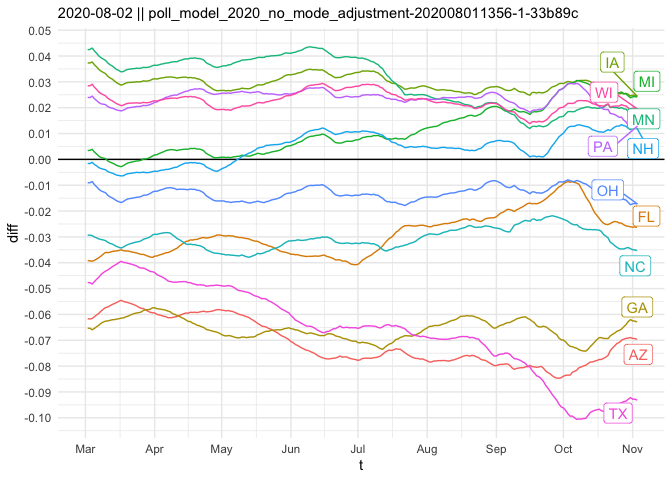 2020-08-02 || poll_model_2020_no_mode_adjustment-202008011356-1-33b89c
0.05
0.04
0.03
0.02
0.01
0.00
-0.01
-0.02
-0.03
-0.04
-0.05
-0.06
-0.07
-0.08
-0.09
-0.10
diff
IA
MI
WI
MN
PA
NH
OH
FL
NC
GA
AZ
TX
Mar Apr May Jun Jul Aug Sep Oct Nov
t